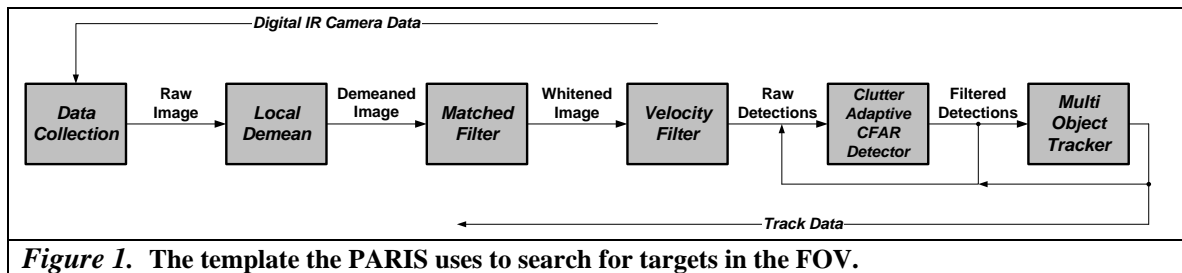 Digital IR Camera Data
Data
Collection
Raw
Image
Local
Demean
Demeaned
Image
Matched
Filter
Whitened
Image
Velocity
Filter
Raw
Detections
Clutter
Adaptive
CFAR
Detector
Filtered
Detections
Multi
Object
Tracker
Track Data
Figure 1. The template the PARIS uses to search for targets in the FOV.